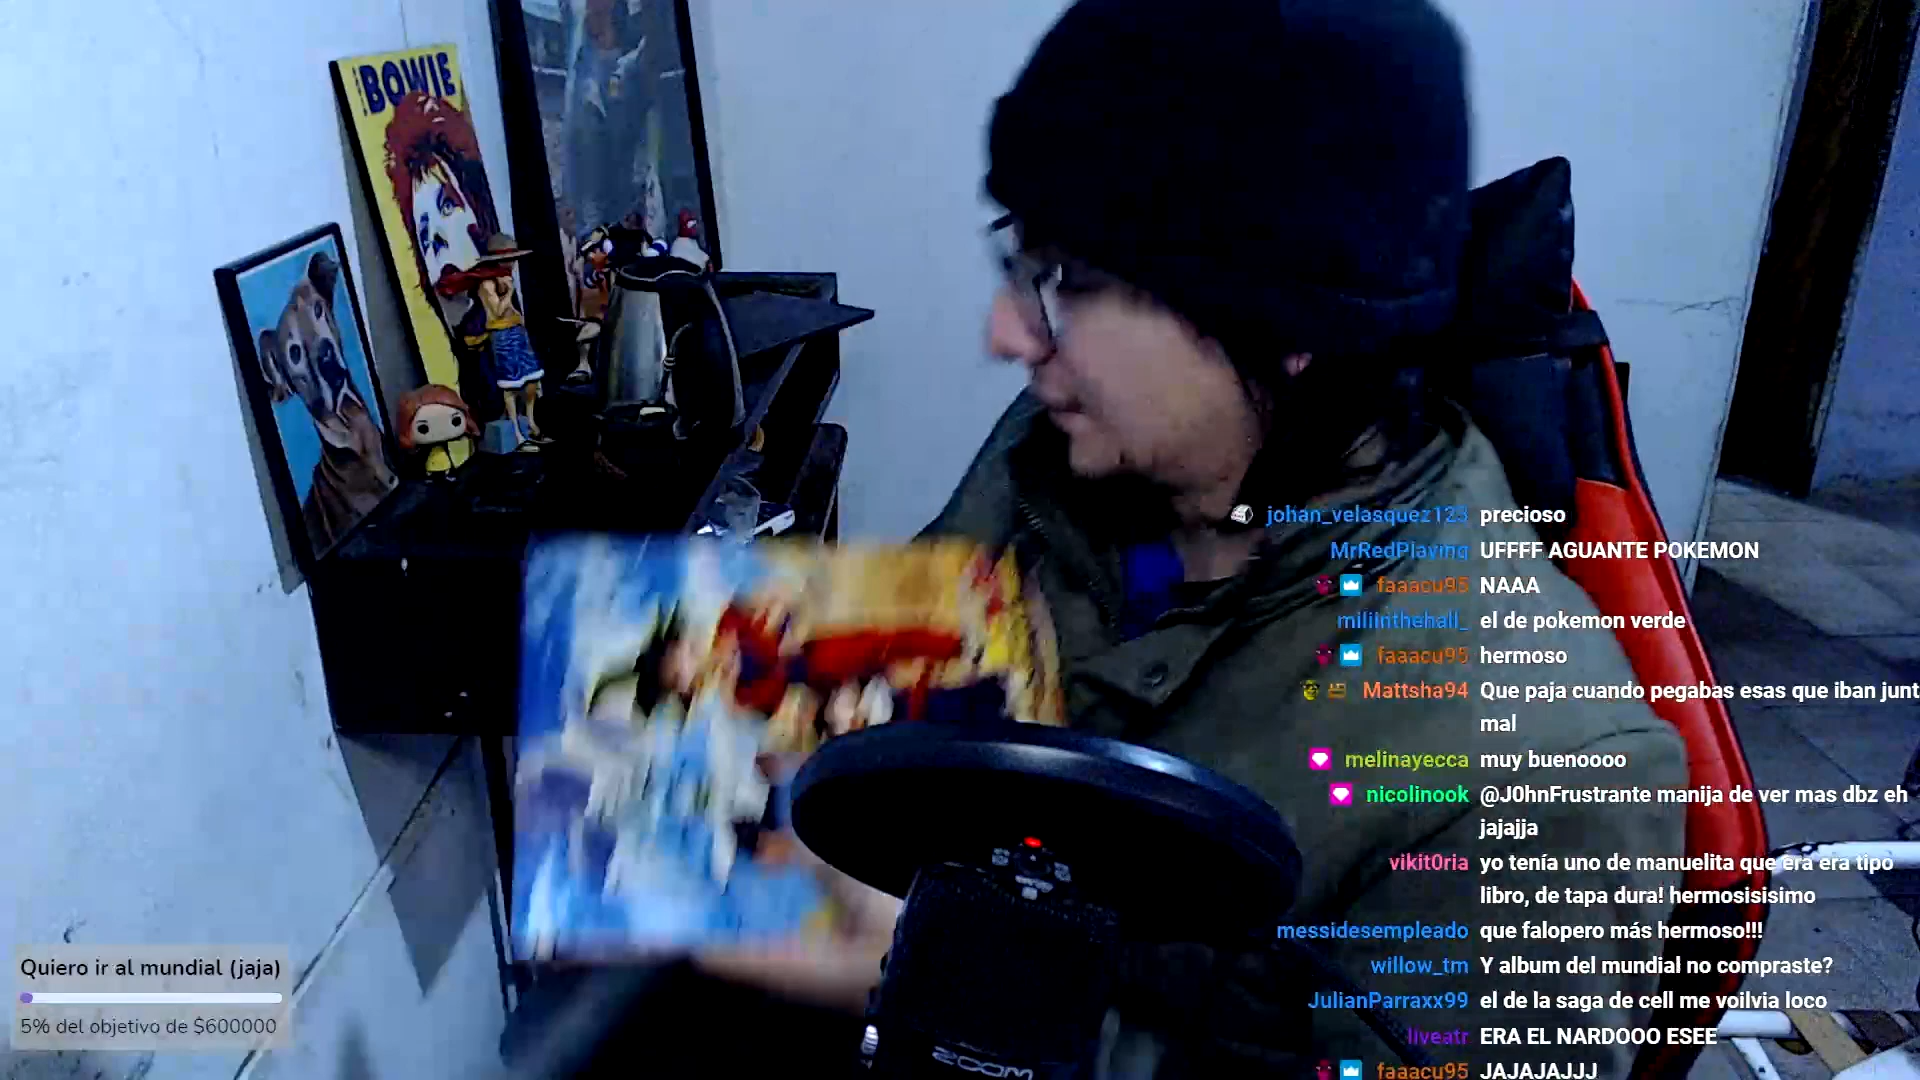 BOWIE
johan_velasquez123 precioso
MrRedPlaying UFFFF AGUANTE POKEMON
faaacu95 NAAA
miliinthehall_ el de pokemon verde
faaacu95 hermoso
Mattsha94 Que paja cuando pegabas esas que iban junt
mal
melinayecca muy buenoooo
nicolinook @J0hnFrustrante manija de ver mas dbz eh
jajajja
vikit0ria yo tenía uno de manuelita que era era tipo
libro, de tapa dura! hermosisisimo
messidesempleado que falopero más hermoso!!!
willow_tm Y album del mundial no compraste?
JulianParraxx99 el de la saga de cell me voilvia loco
liveatr ERA EL NARDOOO ESEE
faaacu95 JAJAJAJJJ
Quiero ir al mundial (jaja)
5% del objetivo de $600000
zoom